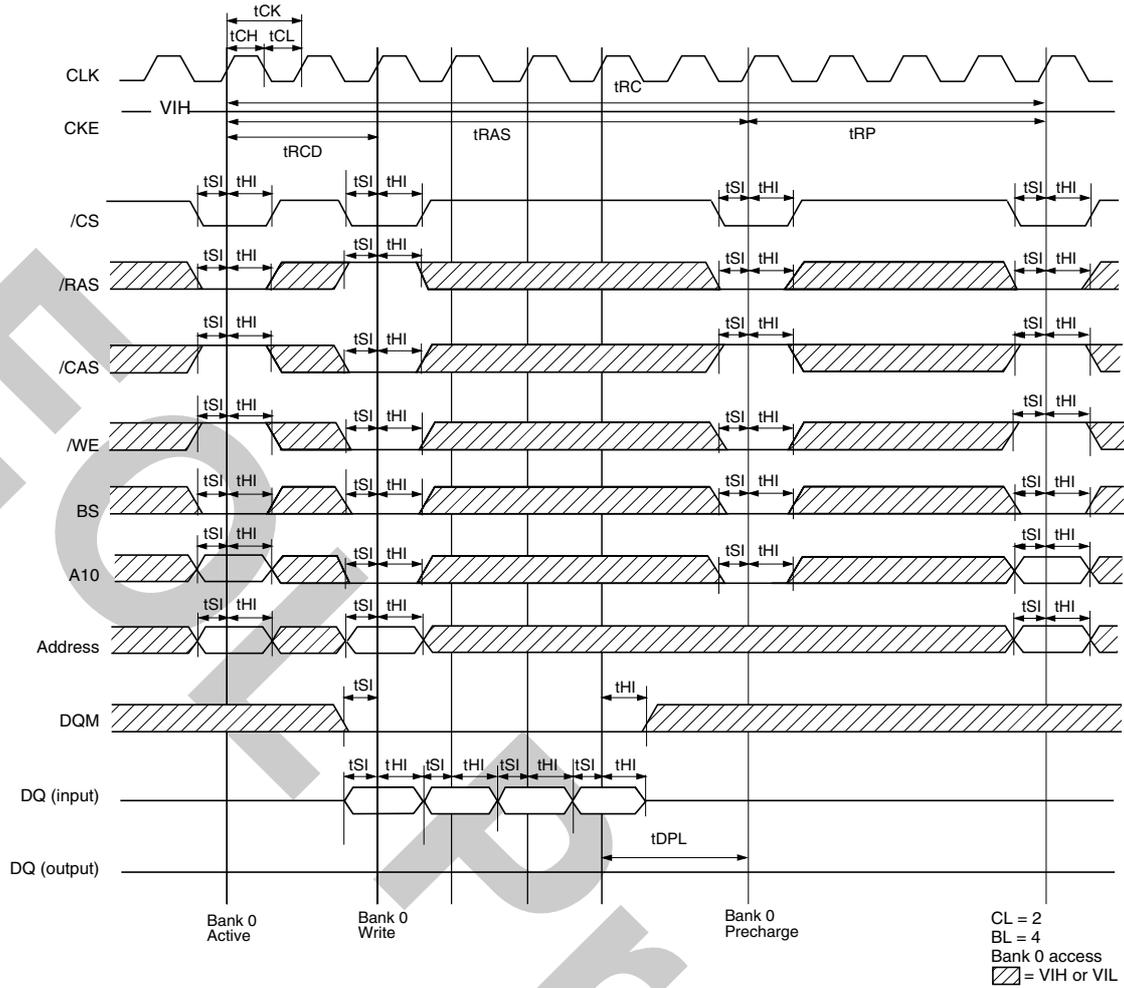 tCK
tCH tCL
CLK
tRC
VIH
CKE
tRAS
tRP
tRCD
tSI tHI tSI tHI tSI tHI tSI tHI
/CS
tSI tHI tSI tHI tSI tHI tSI tHI
/RAS
tSI tHI tSI tHI tSI tHI tSI tHI
/CAS
tSI tHI tSI tHI tSI tHI tSI tHI
/WE
tSI tHI tSI tHI tSI tHI tSI tHI
BS
tSI tHI tSI tHI tSI tHI tSI tHI
A10
tSI tHI tSI tHI tSI tHI
Address
tSI tHI
DQM
tSI tHI tSI tHI tSI tHI tSI tHI
DQ (input)
tDPL
DQ (output)
Bank 0
Active
Bank 0
Write
Bank 0
Precharge
CL = 2
BL = 4
Bank 0 access
= VIH or VIL